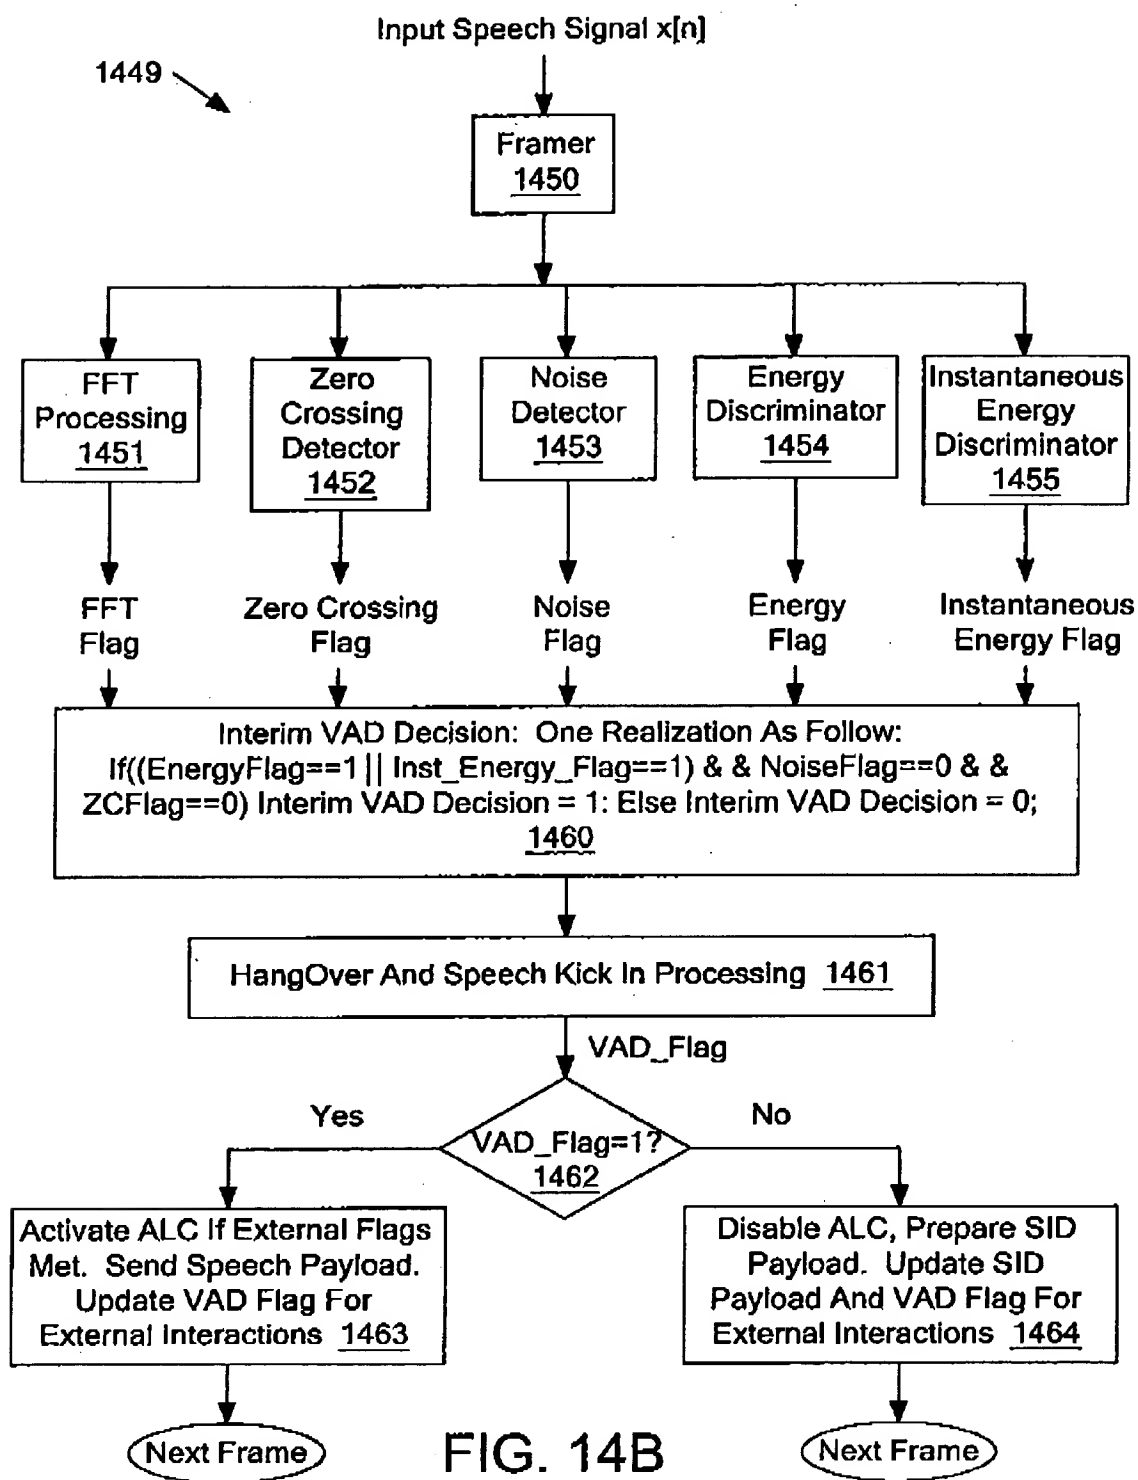 Input Speech Signal x[n]
1449
Framer
1450
FFT
Processing
1451
Zero
Crossing
Detector
1452
Noise
Detector
1453
Energy
Discriminator
1454
Instantaneous
Energy
Discriminator
1455
FFT
Flag
Zero Crossing
Flag
Noise
Flag
Energy
Flag
Instantaneous
Energy Flag
Interim VAD Decision: One Realization As Follow:
If((EnergyFlag==1 || Inst_Energy_Flag==1) & & NoiseFlag==0 & &
ZCFlag==0) Interim VAD Decision = 1: Else Interim VAD Decision = 0;
1460
HangOver And Speech Kick In Processing 1461
VAD_Flag
Yes
No
VAD_Flag=1?
1462
Activate ALC If External Flags
Met. Send Speech Payload.
Update VAD Flag For
External Interactions 1463
Disable ALC, Prepare SID
Payload. Update SID
Payload And VAD Flag For
External Interactions 1464
Next Frame
FIG. 14B
Next Frame